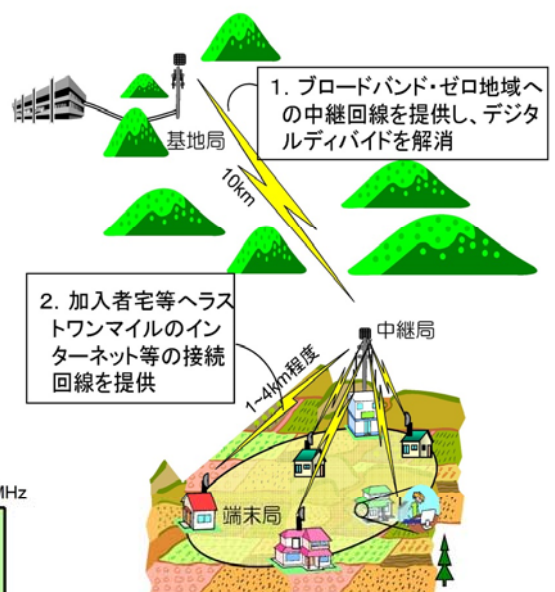 1. ブロードバンド・ゼロ地域へ
の中継回線を提供し、デジタ
ルディバイドを解消
基地局
10km
2. 加入者宅等へラス
トワンマイルのイン
ターネット等の接続
回線を提供
中継局
1~4km程度
端末局
MHz